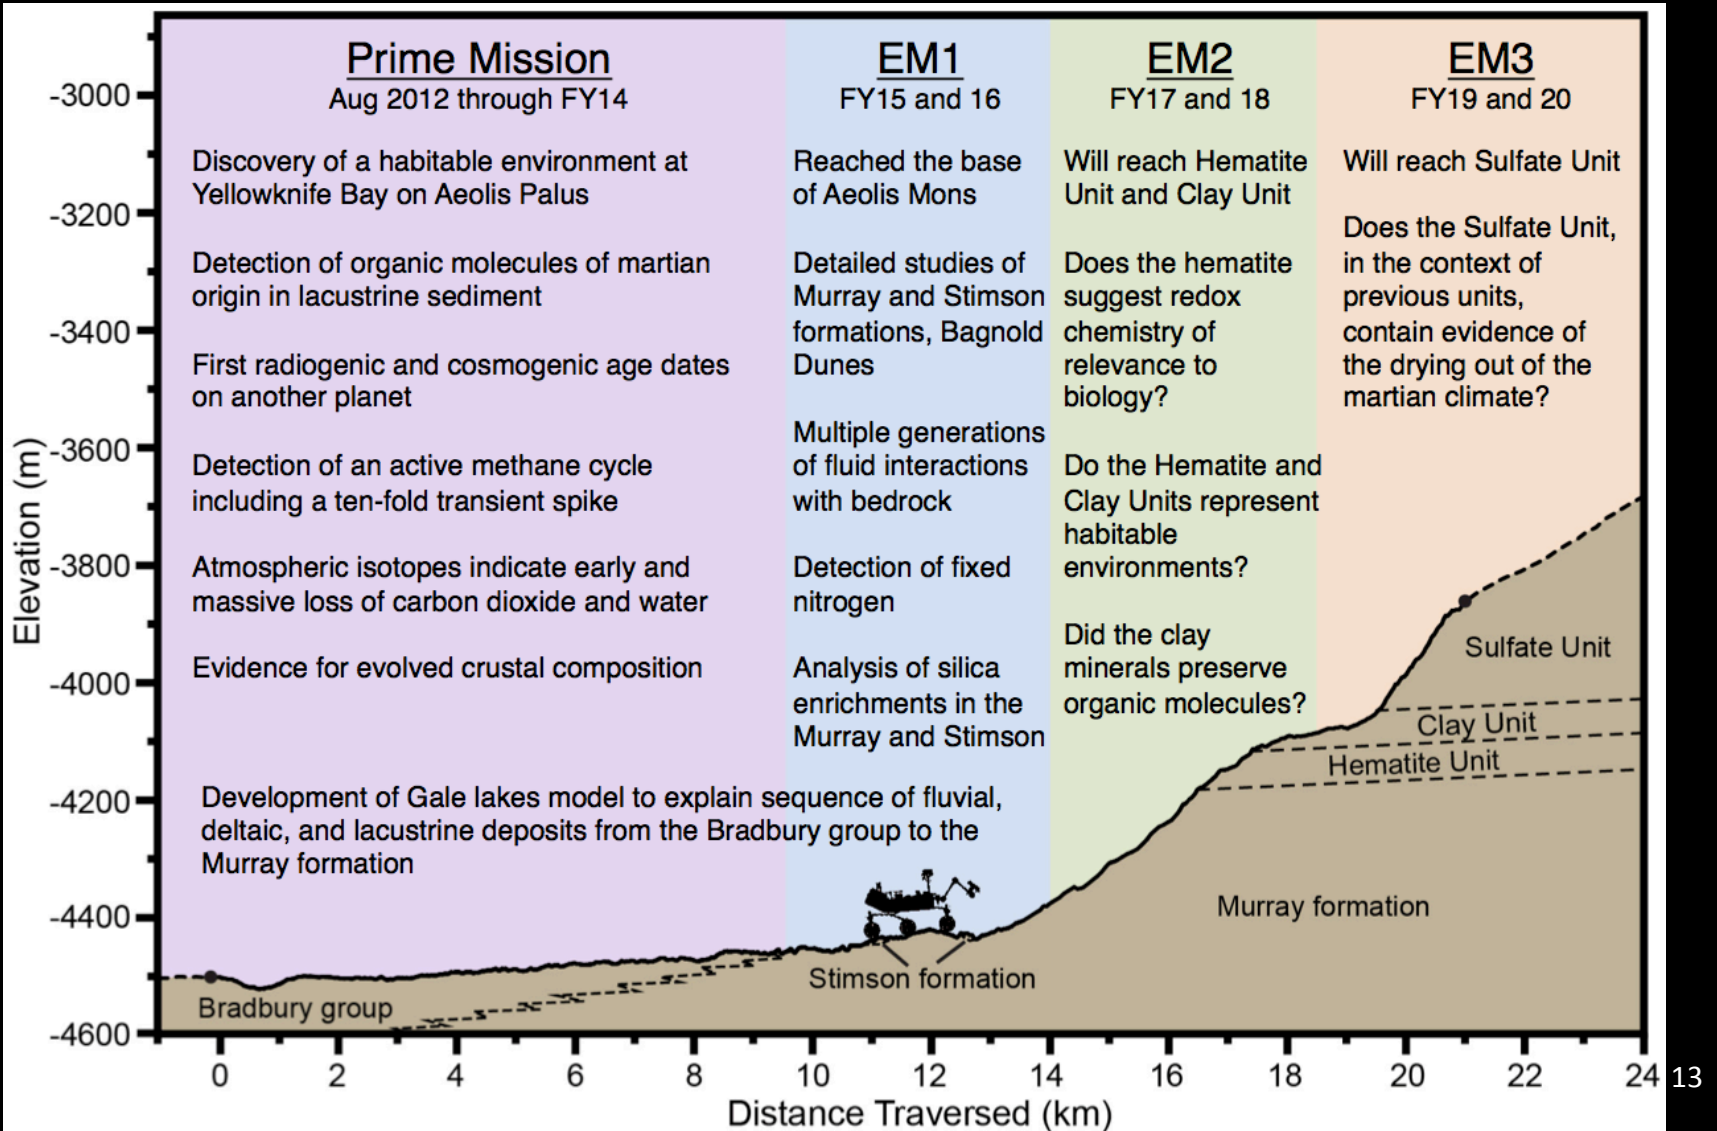 Prime Mission
Aug 2012 through FY14
Discovery of a habitable environment at
Yellowknife Bay on Aeolis Palus
Detection of organic molecules of martian
origin in lacustrine sediment
First radiogenic and cosmogenic age dates
on another planet
Detection of an active methane cycle
including a ten-fold transient spike
Atmospheric isotopes indicate early and
massive loss of carbon dioxide and water
Evidence for evolved crustal composition
EM1
FY15 and 16
Reached the base
of Aeolis Mons
Detailed studies of
Murray and Stimson
formations, Bagnold
Dunes
Multiple generations
of fluid interactions
with bedrock
Detection of fixed
nitrogen
Analysis of silica
enrichments in the
Murray and Stimson
Development of Gale lakes model to explain sequence of fluvial,
deltaic, and lacustrine deposits from the Bradbury group to the
Murray formation
EM2
FY17 and 18
Will reach Hematite
Unit and Clay Unit
Does the hematite
suggest redox
chemistry of
relevance to
biology?
Do the Hematite and
Clay Units represent
habitable
environments?
Did the clay
minerals preserve
organic molecules?
EM3
FY19 and 20
Will reach Sulfate Unit
Does the Sulfate Unit,
in the context of
previous units,
contain evidence of
the drying out of the
martian climate?
Sulfate Unit
Clay Unit
Hematite Unit
Murray formation
Stimson formation
Bradbury group
Elevation (m)
-3000
-3200
-3400
-3600
-3800
-4000
-4200
-4400
-4600
0 2 4 6 8 10 12 14 16 18 20 22 24
Distance Traversed (km)
13